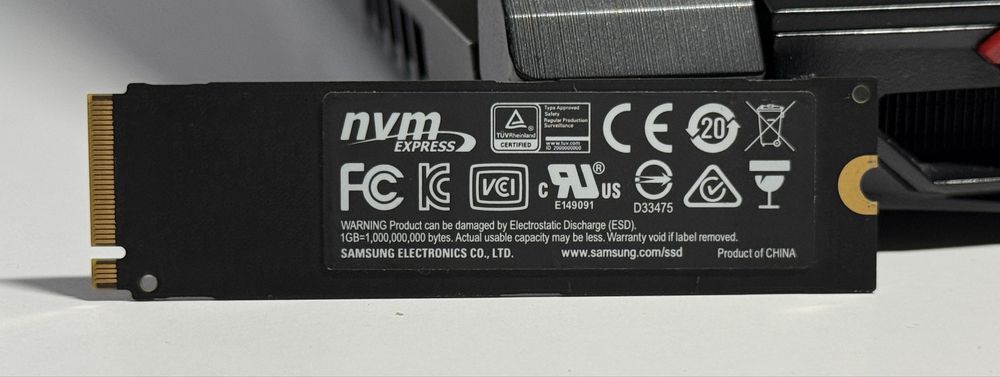 nvm
EXPRESS
TÜVRheinland
CERTIFIED
Type Approved
Safety
Regular Production
Surveillance
www.tuv.com
ID 2000000000
CE
20
FC
KC
VCI
c RU® US
E149091
D33475
WARNING Product can be damaged by Electrostatic Discharge (ESD).
1GB=1,000,000,000 bytes. Actual usable capacity may be less. Warranty void if label removed.
SAMSUNG ELECTRONICS CO., LTD. www.samsung.com/ssd Product of CHINA